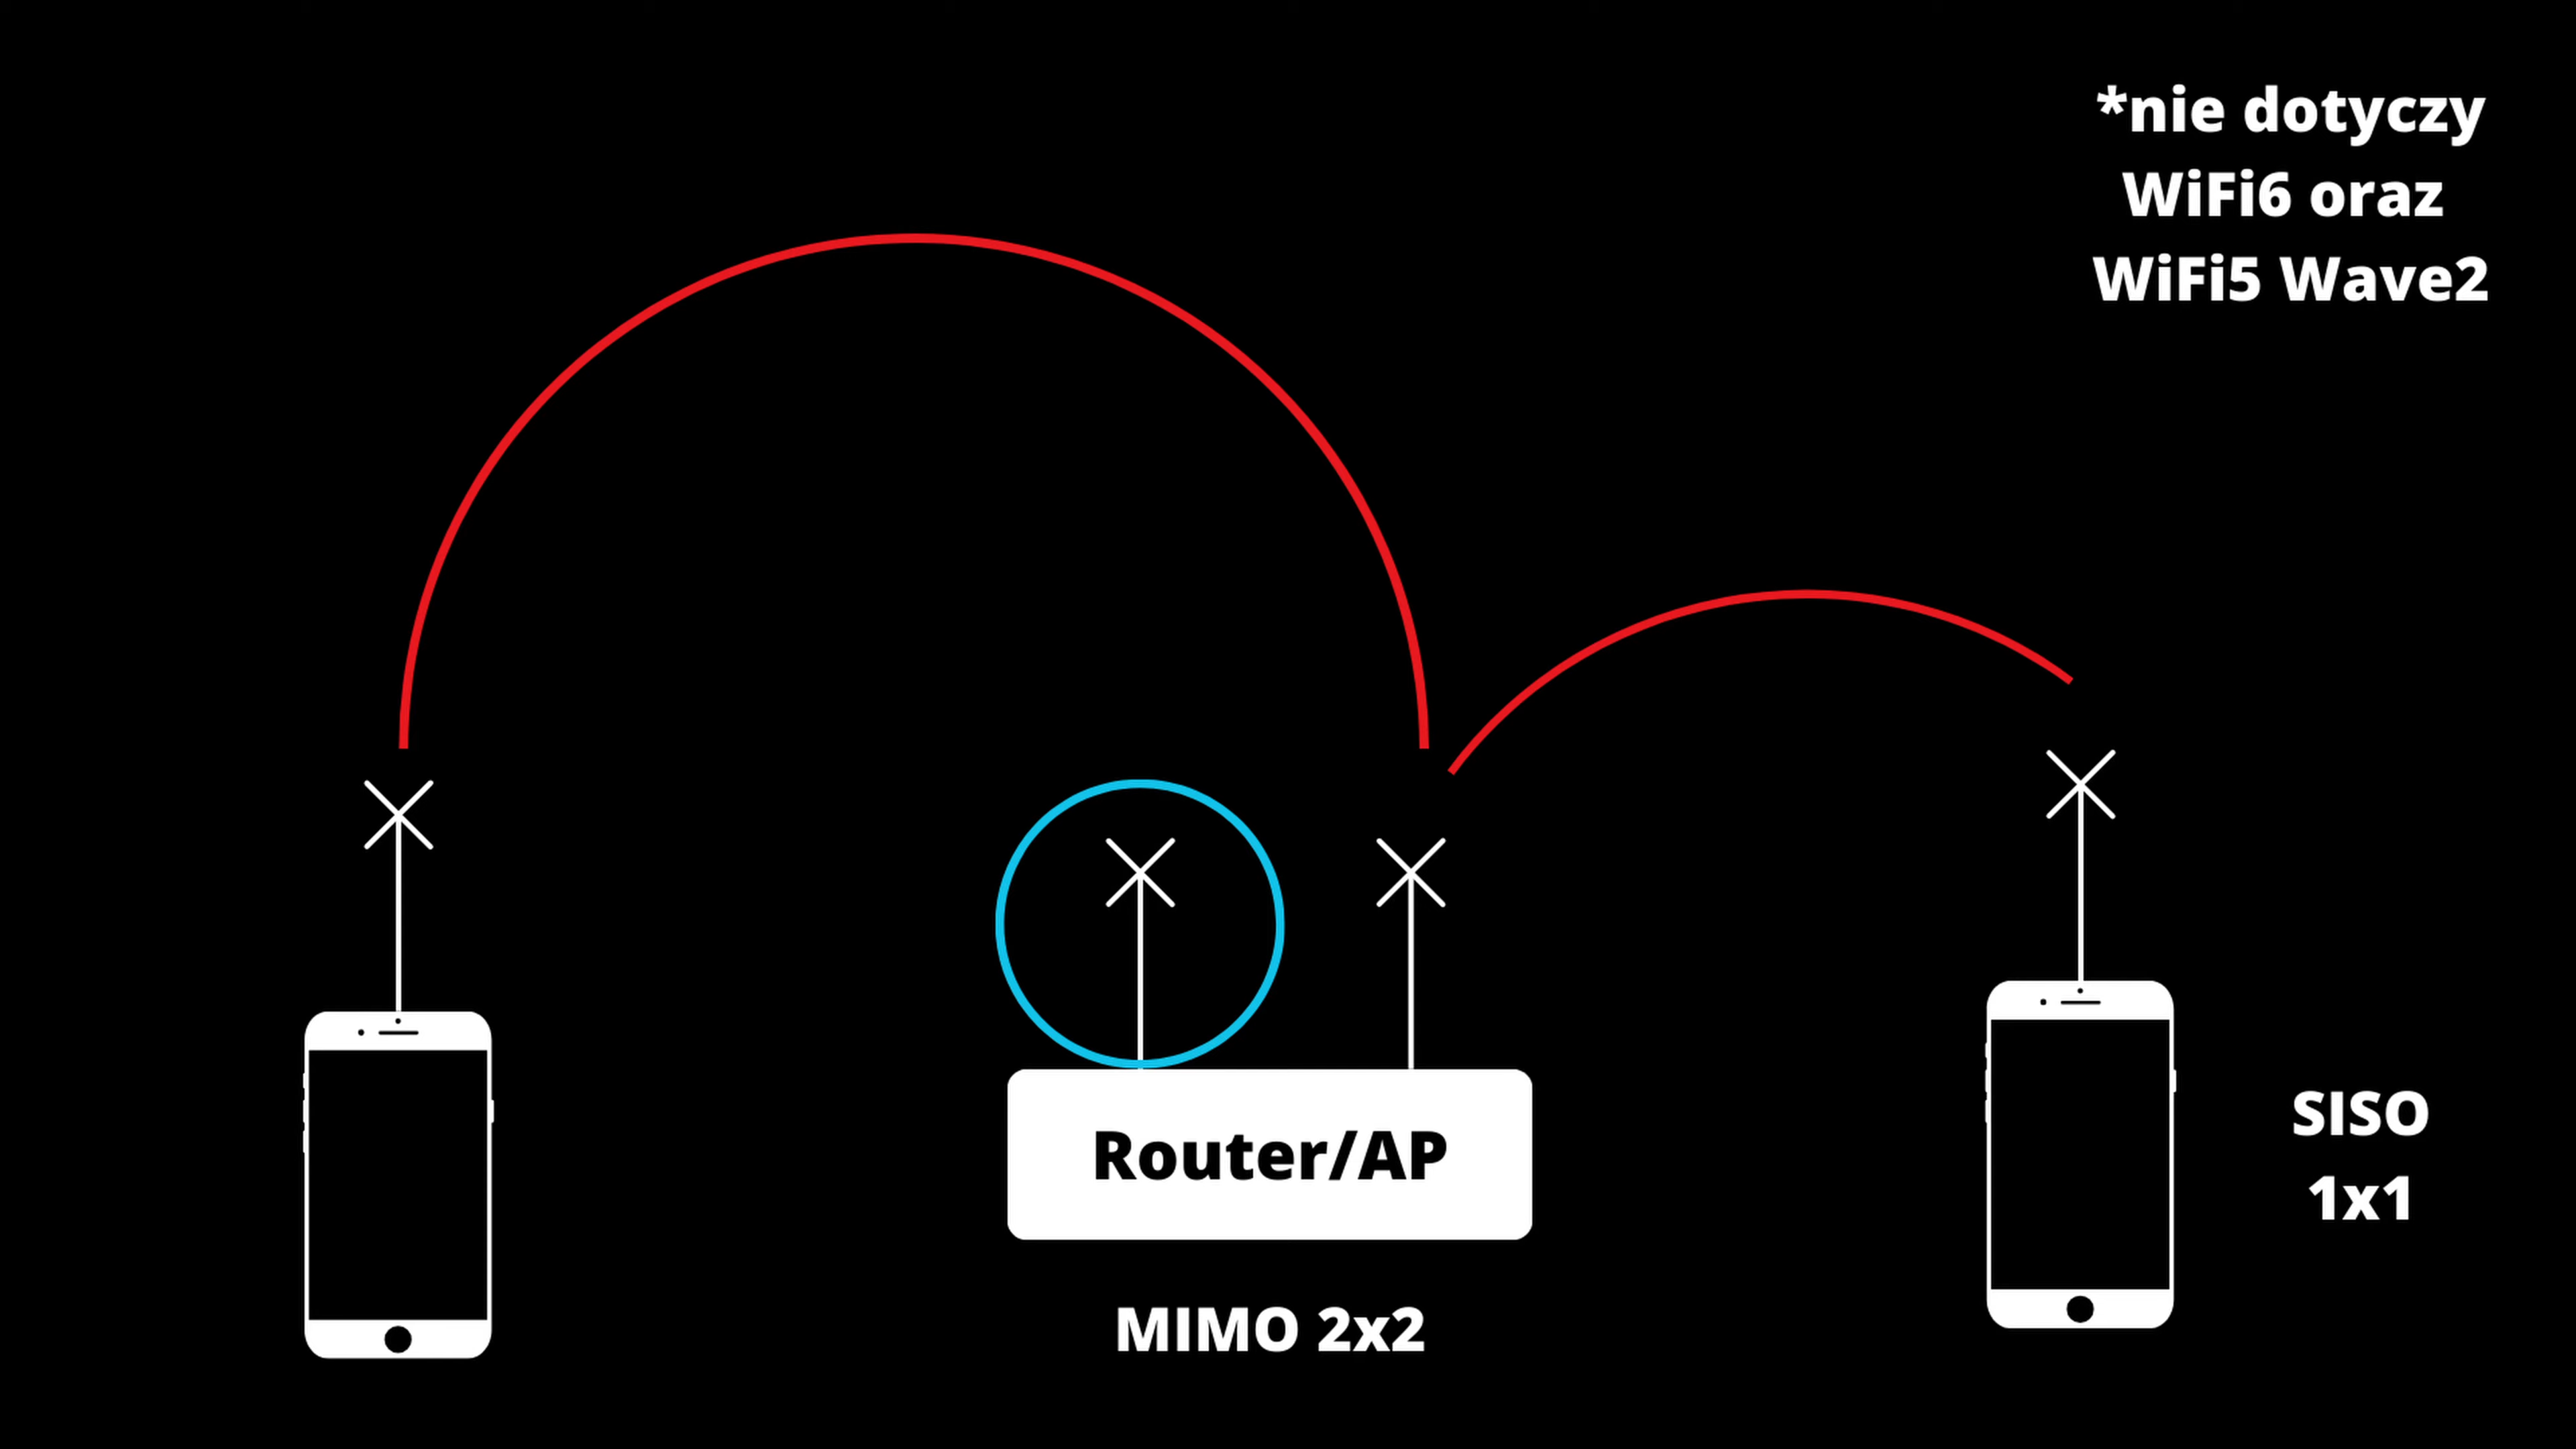 *nie dotyczy
WiFi6 oraz
WiFi5 Wave2
Router/AP
MIMO 2x2
SISO
1x1